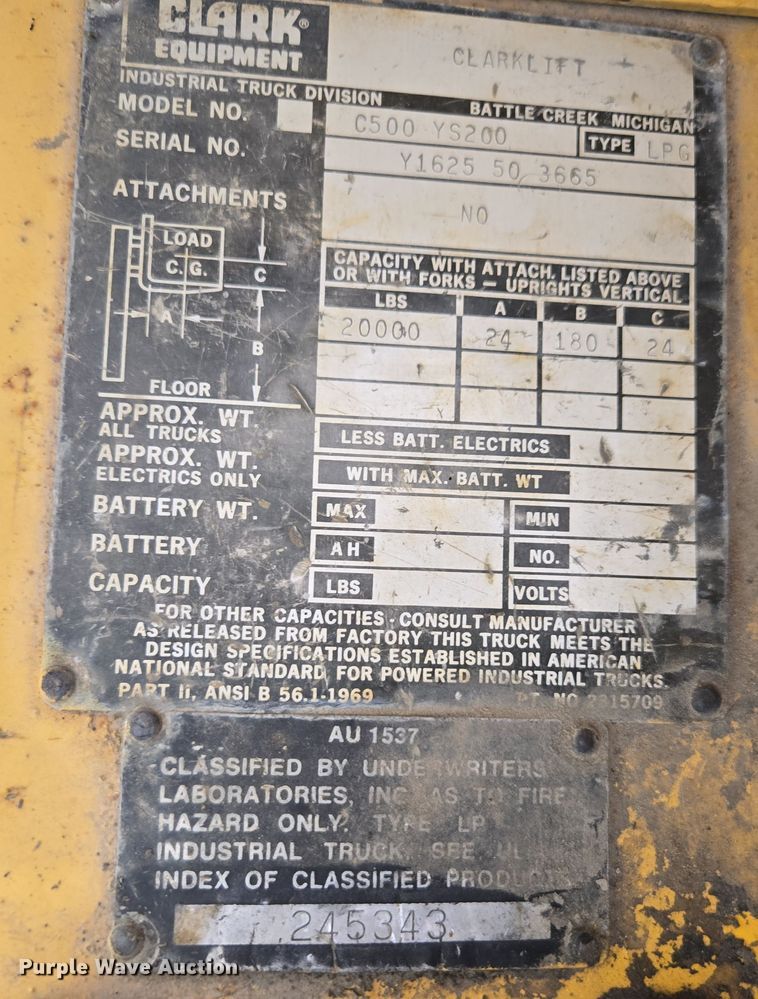 CLARK®
EQUIPMENT
CLARKLIFT
INDUSTRIAL TRUCK DIVISION
BATTLE CREEK MICHIGAN
MODEL NO.
C500 YS200
TYPE LPG
SERIAL NO.
Y1625 50 3665
ATTACHMENTS
NO
LOAD
C.G.
C
A
B
FLOOR
CAPACITY WITH ATTACH. LISTED ABOVE
OR WITH FORKS — UPRIGHTS VERTICAL
LBS A B C
20000 24 180 24
APPROX. WT.
ALL TRUCKS
LESS BATT. ELECTRICS
APPROX. WT.
ELECTRICS ONLY
WITH MAX. BATT. WT
BATTERY WT. MAX MIN
BATTERY AH NO.
CAPACITY LBS VOLTS
FOR OTHER CAPACITIES CONSULT MANUFACTURER
AS RELEASED FROM FACTORY THIS TRUCK MEETS THE
DESIGN SPECIFICATIONS ESTABLISHED IN AMERICAN
NATIONAL STANDARD FOR POWERED INDUSTRIAL TRUCKS.
PART II, ANSI B 56.1-1969
PT. NO
AU 1537
CLASSIFIED BY UNDERWRITERS
LABORATORIES, INC. AS TO FIRE
HAZARD ONLY. TYPE LP
INDUSTRIAL TRUCK. SEE UL
INDEX OF CLASSIFIED PRODUCTS
245343
Purple Wave Auction